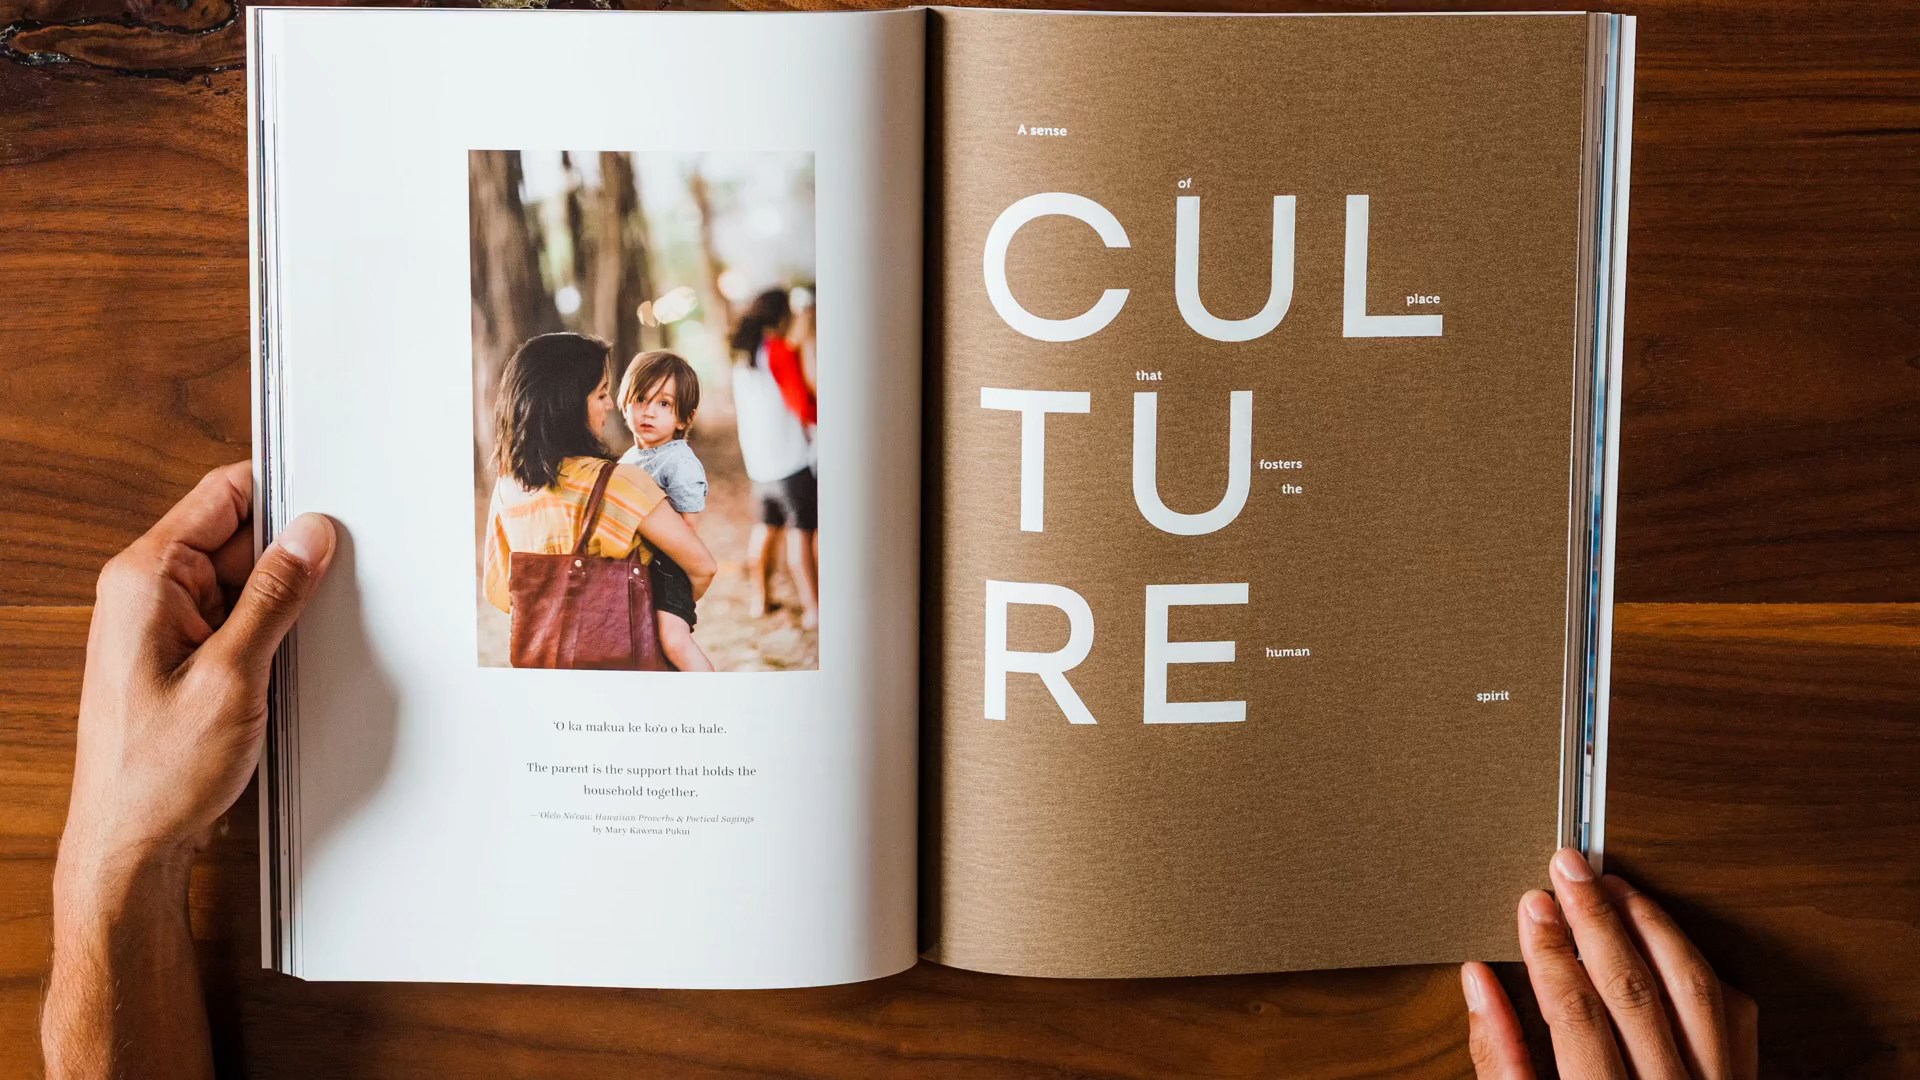 ‘O ka makua ke ko‘o o ka hale.
The parent is the support that holds the
household together.
—‘Olelo No‘eau: Hawaiian Proverbs & Poetical Sayings
by Mary Kawena Pukui
A sense
of
CUL
place
that
TU
fosters
the
RE
human
spirit